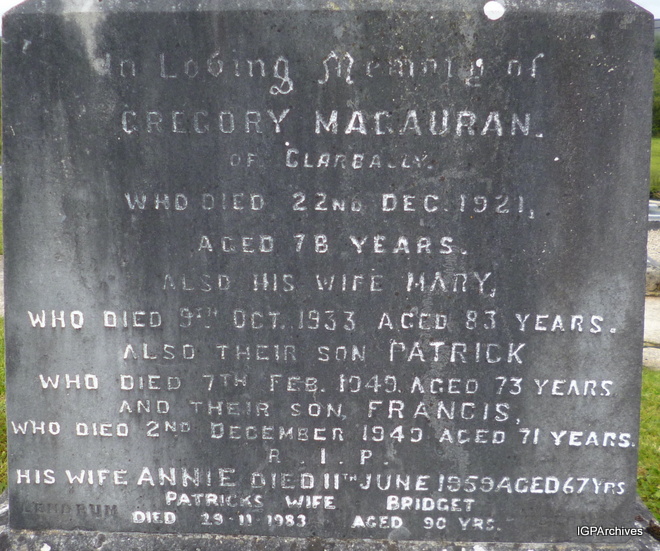 In Loving Memory of
GREGORY MAGAURAN.
OF CLARBALLY.
WHO DIED 22ND DEC. 1921,
AGED 78 YEARS.
ALSO HIS WIFE MARY,
WHO DIED 9TH OCT. 1933 AGED 83 YEARS.
ALSO THEIR SON PATRICK
WHO DIED 7TH FEB. 1949. AGED 73 YEARS
AND THEIR SON, FRANCIS,
WHO DIED 2ND DECEMBER 1949 AGED 71 YEARS.
R.I.P.
HIS WIFE ANNIE DIED 11TH JUNE 1959 AGED 67 YRS
PATRICKS WIFE BRIDGET
DIED 29-11-1983 AGED 90 YRS.
IGPArchives